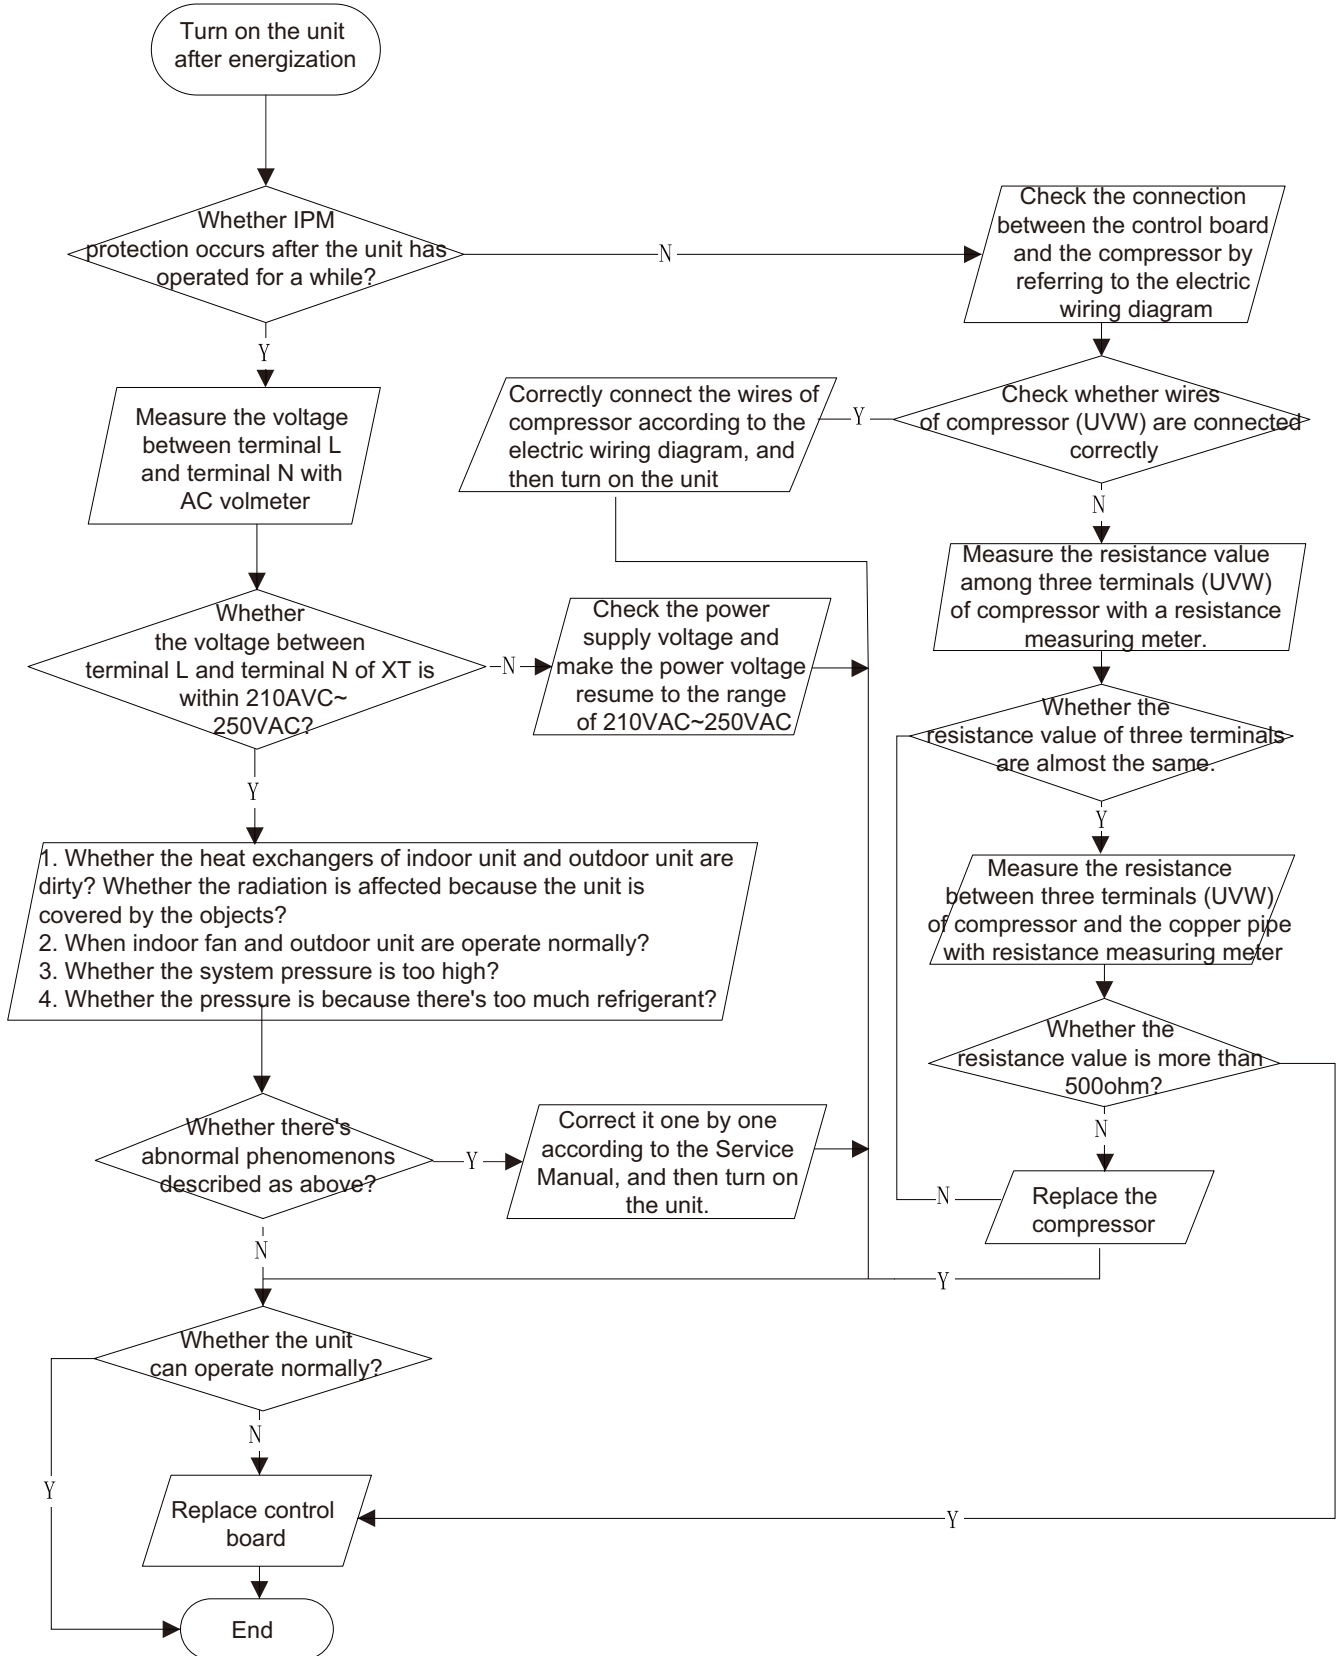 Turn on the unit
after energization
Whether IPM
protection occurs after the unit has
operated for a while?
N
Check the connection
between the control board
and the compressor by
referring to the electric
wiring diagram
Y
Measure the voltage
between terminal L
and terminal N with
AC volmeter
Correctly connect the wires of
compressor according to the
electric wiring diagram, and
then turn on the unit
Y
Check whether wires
of compressor (UVW) are connected
correctly
N
Measure the resistance value
among three terminals (UVW)
of compressor with a resistance
measuring meter.
Whether
the voltage between
terminal L and terminal N of XT is
within 210AVC~
250VAC?
N
Check the power
supply voltage and
make the power voltage
resume to the range
of 210VAC~250VAC
Whether the
resistance value of three terminals
are almost the same.
Y
Y
1. Whether the heat exchangers of indoor unit and outdoor unit are
dirty? Whether the radiation is affected because the unit is
covered by the objects?
2. When indoor fan and outdoor unit are operate normally?
3. Whether the system pressure is too high?
4. Whether the pressure is because there's too much refrigerant?
Measure the resistance
between three terminals (UVW)
of compressor and the copper pipe
with resistance measuring meter
Whether the
resistance value is more than
500ohm?
Whether there's
abnormal phenomenons
described as above?
Y
Correct it one by one
according to the Service
Manual, and then turn on
the unit.
N
N
Replace the
compressor
N
Y
Whether the unit
can operate normally?
N
Y
Replace control
board
Y
End